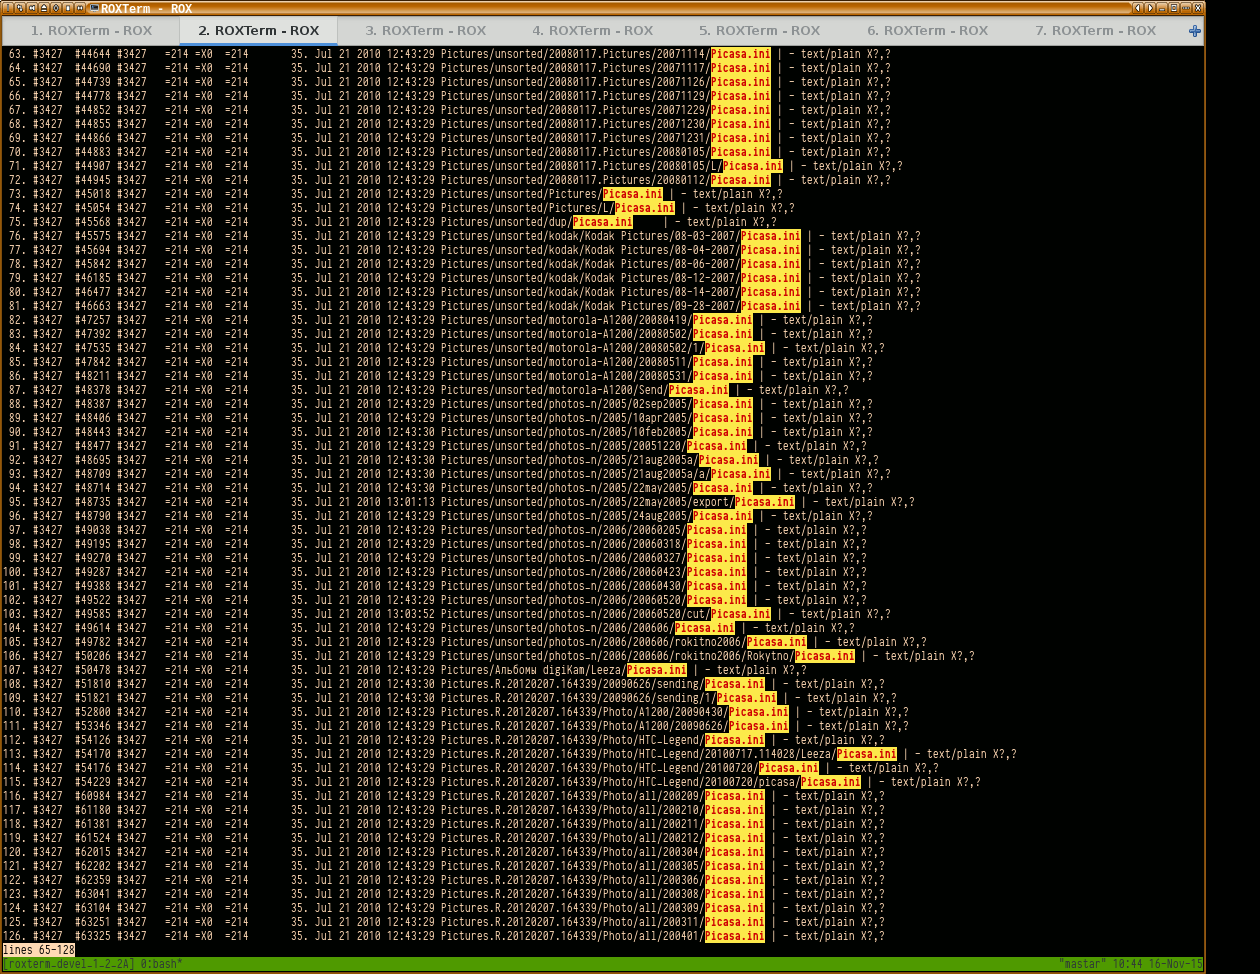 ROXTerm - ROX
1. ROXTerm - ROX 2. ROXTerm - ROX 3. ROXTerm - ROX 4. ROXTerm - ROX 5. ROXTerm - ROX 6. ROXTerm - ROX 7. ROXTerm - ROX
63. #3427 #44644 #3427 =214 =X0 =214 35. Jul 21 2010 12:43:29 Pictures/unsorted/20080117.Pictures/20071114/Picasa.ini | - text/plain X?,?
64. #3427 #44690 #3427 =214 =X0 =214 35. Jul 21 2010 12:43:29 Pictures/unsorted/20080117.Pictures/20071117/Picasa.ini | - text/plain X?,?
65. #3427 #44739 #3427 =214 =X0 =214 35. Jul 21 2010 12:43:29 Pictures/unsorted/20080117.Pictures/20071126/Picasa.ini | - text/plain X?,?
66. #3427 #44778 #3427 =214 =X0 =214 35. Jul 21 2010 12:43:29 Pictures/unsorted/20080117.Pictures/20071129/Picasa.ini | - text/plain X?,?
67. #3427 #44852 #3427 =214 =X0 =214 35. Jul 21 2010 12:43:29 Pictures/unsorted/20080117.Pictures/20071229/Picasa.ini | - text/plain X?,?
68. #3427 #44855 #3427 =214 =X0 =214 35. Jul 21 2010 12:43:29 Pictures/unsorted/20080117.Pictures/20071230/Picasa.ini | - text/plain X?,?
69. #3427 #44866 #3427 =214 =X0 =214 35. Jul 21 2010 12:43:29 Pictures/unsorted/20080117.Pictures/20071231/Picasa.ini | - text/plain X?,?
70. #3427 #44883 #3427 =214 =X0 =214 35. Jul 21 2010 12:43:29 Pictures/unsorted/20080117.Pictures/20080105/Picasa.ini | - text/plain X?,?
71. #3427 #44907 #3427 =214 =X0 =214 35. Jul 21 2010 12:43:29 Pictures/unsorted/20080117.Pictures/20080105/L/Picasa.ini | - text/plain X?,?
72. #3427 #44945 #3427 =214 =X0 =214 35. Jul 21 2010 12:43:29 Pictures/unsorted/20080117.Pictures/20080112/Picasa.ini | - text/plain X?,?
73. #3427 #45018 #3427 =214 =X0 =214 35. Jul 21 2010 12:43:29 Pictures/unsorted/Pictures/Picasa.ini | - text/plain X?,?
74. #3427 #45054 #3427 =214 =X0 =214 35. Jul 21 2010 12:43:29 Pictures/unsorted/Pictures/L/Picasa.ini | - text/plain X?,?
75. #3427 #45568 #3427 =214 =X0 =214 35. Jul 21 2010 12:43:29 Pictures/unsorted/dup/Picasa.ini | - text/plain X?,?
76. #3427 #45575 #3427 =214 =X0 =214 35. Jul 21 2010 12:43:29 Pictures/unsorted/kodak/Kodak Pictures/08-03-2007/Picasa.ini | - text/plain X?,?
77. #3427 #45694 #3427 =214 =X0 =214 35. Jul 21 2010 12:43:29 Pictures/unsorted/kodak/Kodak Pictures/08-04-2007/Picasa.ini | - text/plain X?,?
78. #3427 #45842 #3427 =214 =X0 =214 35. Jul 21 2010 12:43:29 Pictures/unsorted/kodak/Kodak Pictures/08-06-2007/Picasa.ini | - text/plain X?,?
79. #3427 #46185 #3427 =214 =X0 =214 35. Jul 21 2010 12:43:29 Pictures/unsorted/kodak/Kodak Pictures/08-12-2007/Picasa.ini | - text/plain X?,?
80. #3427 #46477 #3427 =214 =X0 =214 35. Jul 21 2010 12:43:29 Pictures/unsorted/kodak/Kodak Pictures/08-14-2007/Picasa.ini | - text/plain X?,?
81. #3427 #46663 #3427 =214 =X0 =214 35. Jul 21 2010 12:43:29 Pictures/unsorted/kodak/Kodak Pictures/09-28-2007/Picasa.ini | - text/plain X?,?
82. #3427 #47257 #3427 =214 =X0 =214 35. Jul 21 2010 12:43:29 Pictures/unsorted/motorola-A1200/20080419/Picasa.ini | - text/plain X?,?
83. #3427 #47392 #3427 =214 =X0 =214 35. Jul 21 2010 12:43:29 Pictures/unsorted/motorola-A1200/20080502/Picasa.ini | - text/plain X?,?
84. #3427 #47535 #3427 =214 =X0 =214 35. Jul 21 2010 12:43:29 Pictures/unsorted/motorola-A1200/20080502/1/Picasa.ini | - text/plain X?,?
85. #3427 #47842 #3427 =214 =X0 =214 35. Jul 21 2010 12:43:29 Pictures/unsorted/motorola-A1200/20080511/Picasa.ini | - text/plain X?,?
86. #3427 #48211 #3427 =214 =X0 =214 35. Jul 21 2010 12:43:29 Pictures/unsorted/motorola-A1200/20080531/Picasa.ini | - text/plain X?,?
87. #3427 #48378 #3427 =214 =X0 =214 35. Jul 21 2010 12:43:29 Pictures/unsorted/motorola-A1200/Send/Picasa.ini | - text/plain X?,?
88. #3427 #48387 #3427 =214 =X0 =214 35. Jul 21 2010 12:43:29 Pictures/unsorted/photos_n/2005/02sep2005/Picasa.ini | - text/plain X?,?
89. #3427 #48406 #3427 =214 =X0 =214 35. Jul 21 2010 12:43:29 Pictures/unsorted/photos_n/2005/10apr2005/Picasa.ini | - text/plain X?,?
90. #3427 #48443 #3427 =214 =X0 =214 35. Jul 21 2010 12:43:30 Pictures/unsorted/photos_n/2005/10feb2005/Picasa.ini | - text/plain X?,?
91. #3427 #48477 #3427 =214 =X0 =214 35. Jul 21 2010 12:43:29 Pictures/unsorted/photos_n/2005/20051220/Picasa.ini | - text/plain X?,?
92. #3427 #48695 #3427 =214 =X0 =214 35. Jul 21 2010 12:43:30 Pictures/unsorted/photos_n/2005/21aug2005a/Picasa.ini | - text/plain X?,?
93. #3427 #48709 #3427 =214 =X0 =214 35. Jul 21 2010 12:43:30 Pictures/unsorted/photos_n/2005/21aug2005a/a/Picasa.ini | - text/plain X?,?
94. #3427 #48714 #3427 =214 =X0 =214 35. Jul 21 2010 12:43:30 Pictures/unsorted/photos_n/2005/22may2005/Picasa.ini | - text/plain X?,?
95. #3427 #48735 #3427 =214 =X0 =214 35. Jul 21 2010 13:01:13 Pictures/unsorted/photos_n/2005/22may2005/export/Picasa.ini | - text/plain X?,?
96. #3427 #48790 #3427 =214 =X0 =214 35. Jul 21 2010 12:43:29 Pictures/unsorted/photos_n/2005/24aug2005/Picasa.ini | - text/plain X?,?
97. #3427 #49038 #3427 =214 =X0 =214 35. Jul 21 2010 12:43:29 Pictures/unsorted/photos_n/2006/20060205/Picasa.ini | - text/plain X?,?
98. #3427 #49195 #3427 =214 =X0 =214 35. Jul 21 2010 12:43:29 Pictures/unsorted/photos_n/2006/20060318/Picasa.ini | - text/plain X?,?
99. #3427 #49270 #3427 =214 =X0 =214 35. Jul 21 2010 12:43:29 Pictures/unsorted/photos_n/2006/20060327/Picasa.ini | - text/plain X?,?
100. #3427 #49287 #3427 =214 =X0 =214 35. Jul 21 2010 12:43:29 Pictures/unsorted/photos_n/2006/20060423/Picasa.ini | - text/plain X?,?
101. #3427 #49388 #3427 =214 =X0 =214 35. Jul 21 2010 12:43:29 Pictures/unsorted/photos_n/2006/20060430/Picasa.ini | - text/plain X?,?
102. #3427 #49522 #3427 =214 =X0 =214 35. Jul 21 2010 12:43:29 Pictures/unsorted/photos_n/2006/20060520/Picasa.ini | - text/plain X?,?
103. #3427 #49585 #3427 =214 =X0 =214 35. Jul 21 2010 13:03:52 Pictures/unsorted/photos_n/2006/20060520/cut/Picasa.ini | - text/plain X?,?
104. #3427 #49614 #3427 =214 =X0 =214 35. Jul 21 2010 12:43:29 Pictures/unsorted/photos_n/2006/200606/Picasa.ini | - text/plain X?,?
105. #3427 #49782 #3427 =214 =X0 =214 35. Jul 21 2010 12:43:29 Pictures/unsorted/photos_n/2006/200606/rokitno2006/Picasa.ini | - text/plain X?,?
106. #3427 #50206 #3427 =214 =X0 =214 35. Jul 21 2010 12:43:29 Pictures/unsorted/photos_n/2006/200606/rokitno2006/Rokytno/Picasa.ini | - text/plain X?,?
107. #3427 #50478 #3427 =214 =X0 =214 35. Jul 21 2010 12:43:29 Pictures/Альбомы digiKam/Leeza/Picasa.ini | - text/plain X?,?
108. #3427 #51810 #3427 =214 =X0 =214 35. Jul 21 2010 12:43:30 Pictures.R.20120207.164339/20090626/sending/Picasa.ini | - text/plain X?,?
109. #3427 #51821 #3427 =214 =X0 =214 35. Jul 21 2010 12:43:29 Pictures.R.20120207.164339/20090626/sending/1/Picasa.ini | - text/plain X?,?
110. #3427 #52800 #3427 =214 =X0 =214 35. Jul 21 2010 12:43:29 Pictures.R.20120207.164339/Photo/A1200/20090430/Picasa.ini | - text/plain X?,?
111. #3427 #53346 #3427 =214 =X0 =214 35. Jul 21 2010 12:43:29 Pictures.R.20120207.164339/Photo/A1200/20090626/Picasa.ini | - text/plain X?,?
112. #3427 #54126 #3427 =214 =X0 =214 35. Jul 21 2010 12:43:29 Pictures.R.20120207.164339/Photo/HTC_Legend/Picasa.ini | - text/plain X?,?
113. #3427 #54170 #3427 =214 =X0 =214 35. Jul 21 2010 12:43:29 Pictures.R.20120207.164339/Photo/HTC_Legend/20100717.114028/Leeza/Picasa.ini | - text/plain X?,?
114. #3427 #54176 #3427 =214 =X0 =214 35. Jul 21 2010 12:43:29 Pictures.R.20120207.164339/Photo/HTC_Legend/20100720/Picasa.ini | - text/plain X?,?
115. #3427 #54229 #3427 =214 =X0 =214 35. Jul 21 2010 12:43:29 Pictures.R.20120207.164339/Photo/HTC_Legend/20100720/picasa/Picasa.ini | - text/plain X?,?
116. #3427 #60984 #3427 =214 =X0 =214 35. Jul 21 2010 12:43:29 Pictures.R.20120207.164339/Photo/all/200209/Picasa.ini | - text/plain X?,?
117. #3427 #61180 #3427 =214 =X0 =214 35. Jul 21 2010 12:43:29 Pictures.R.20120207.164339/Photo/all/200210/Picasa.ini | - text/plain X?,?
118. #3427 #61381 #3427 =214 =X0 =214 35. Jul 21 2010 12:43:29 Pictures.R.20120207.164339/Photo/all/200211/Picasa.ini | - text/plain X?,?
119. #3427 #61524 #3427 =214 =X0 =214 35. Jul 21 2010 12:43:29 Pictures.R.20120207.164339/Photo/all/200212/Picasa.ini | - text/plain X?,?
120. #3427 #62015 #3427 =214 =X0 =214 35. Jul 21 2010 12:43:29 Pictures.R.20120207.164339/Photo/all/200304/Picasa.ini | - text/plain X?,?
121. #3427 #62202 #3427 =214 =X0 =214 35. Jul 21 2010 12:43:29 Pictures.R.20120207.164339/Photo/all/200305/Picasa.ini | - text/plain X?,?
122. #3427 #62359 #3427 =214 =X0 =214 35. Jul 21 2010 12:43:29 Pictures.R.20120207.164339/Photo/all/200306/Picasa.ini | - text/plain X?,?
123. #3427 #63041 #3427 =214 =X0 =214 35. Jul 21 2010 12:43:29 Pictures.R.20120207.164339/Photo/all/200308/Picasa.ini | - text/plain X?,?
124. #3427 #63104 #3427 =214 =X0 =214 35. Jul 21 2010 12:43:29 Pictures.R.20120207.164339/Photo/all/200309/Picasa.ini | - text/plain X?,?
125. #3427 #63251 #3427 =214 =X0 =214 35. Jul 21 2010 12:43:29 Pictures.R.20120207.164339/Photo/all/200311/Picasa.ini | - text/plain X?,?
126. #3427 #63325 #3427 =214 =X0 =214 35. Jul 21 2010 12:43:29 Pictures.R.20120207.164339/Photo/all/200401/Picasa.ini | - text/plain X?,?
lines 65-128
[roxterm_devel_1_2_2A] 0:bash* "mastar" 10:44 16-Nov-15